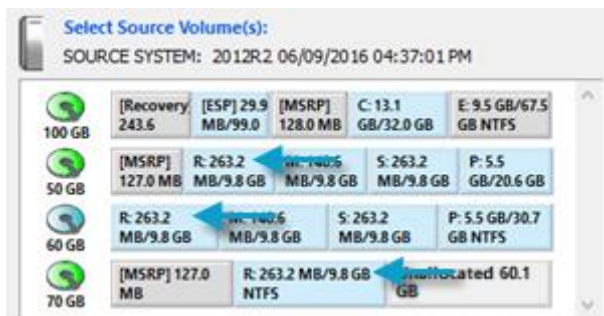 Select Source Volume(s):
SOURCE SYSTEM: 2012R2 06/09/2016 04:37:01 PM
100 GB
[Recovery
243.6
[ESP] 29.9
MB/99.0
[MSRP]
128.0 MB
C: 13.1
GB/32.0 GB
E: 9.5 GB/67.5
GB NTFS
50 GB
[MSRP]
127.0 MB
R: 263.2
MB/9.8 GB
MB/9.8 GB
S: 263.2
MB/9.8 GB
P: 5.5
GB/20.6 GB
60 GB
R: 263.2
MB/9.8 GB
MB/9.8 GB
S: 263.2
MB/9.8 GB
P: 5.5 GB/30.7
GB NTFS
70 GB
[MSRP] 127.0
MB
R: 263.2 MB/9.8 GB
NTFS
60.1
GB